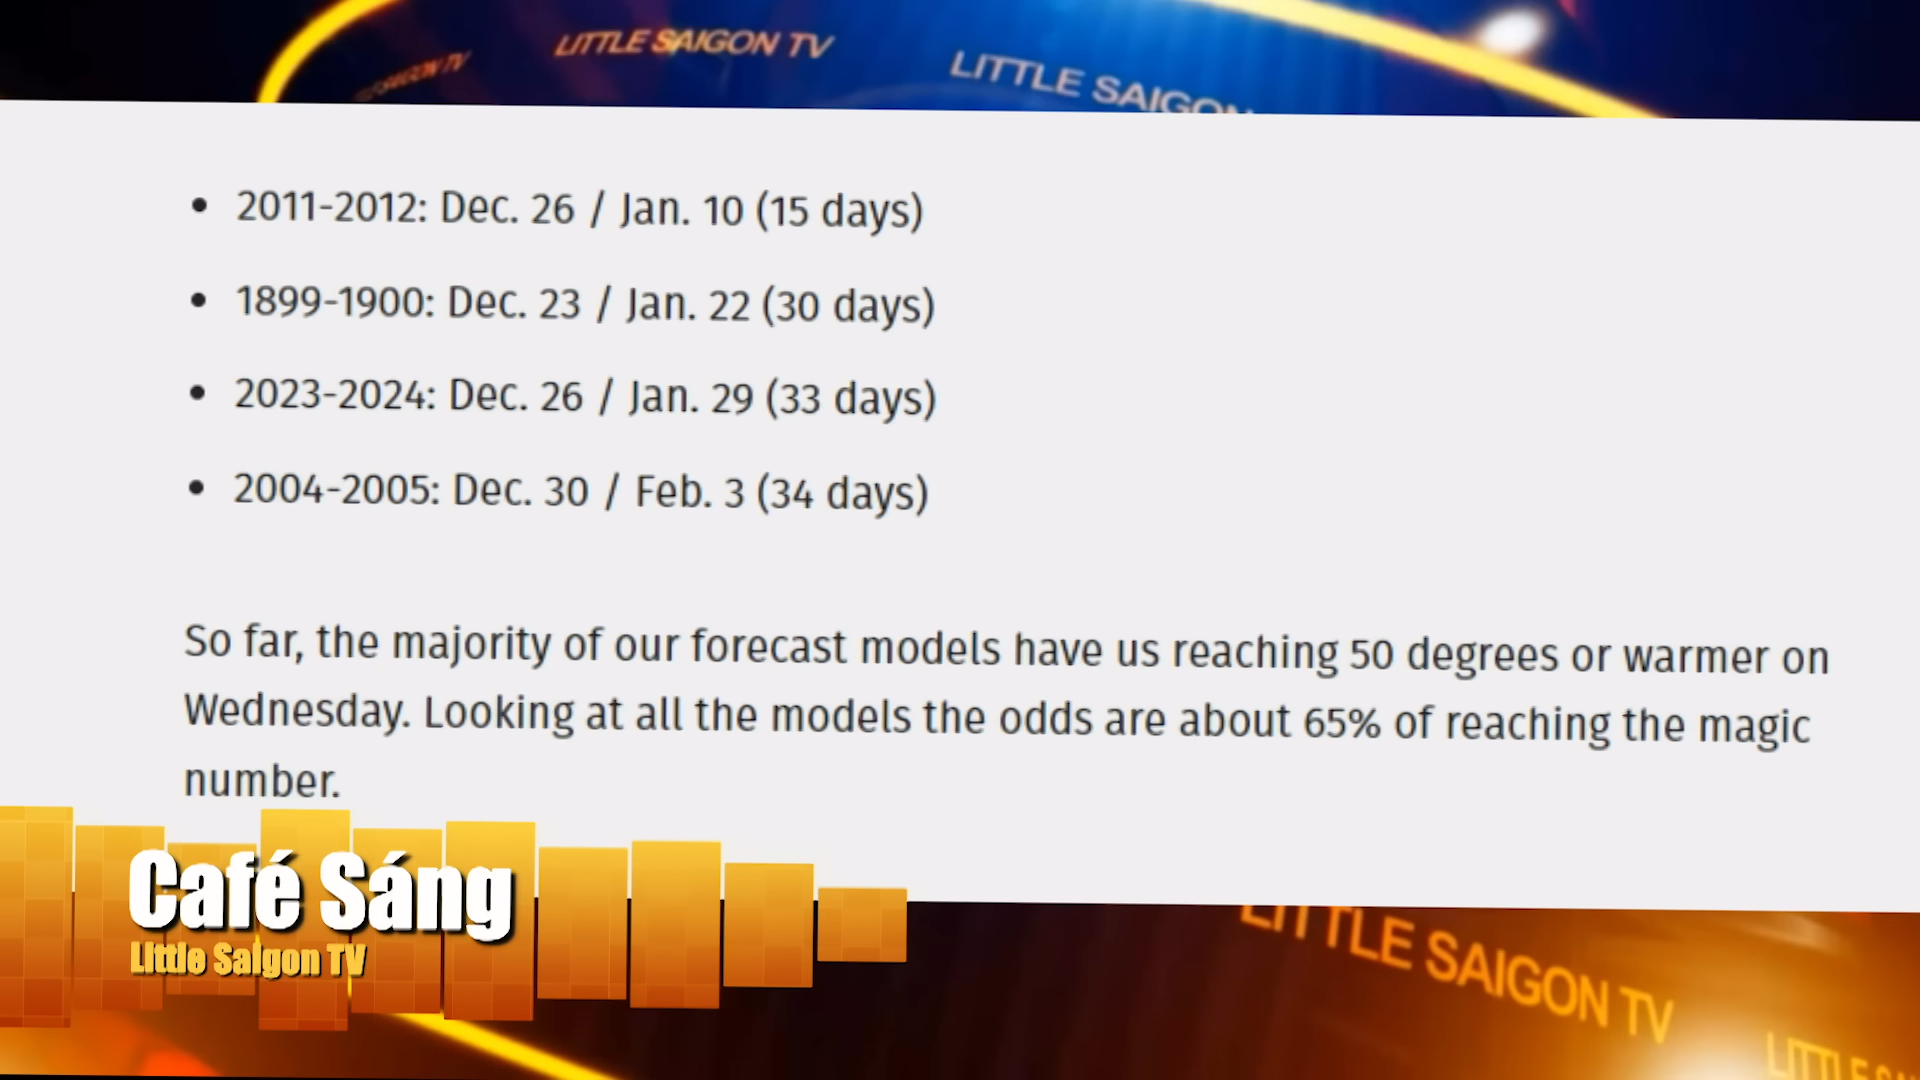 LITTLE SAIGON TV
LITTLE SAIGON
• 2011-2012: Dec. 26 / Jan. 10 (15 days)
• 1899-1900: Dec. 23 / Jan. 22 (30 days)
• 2023-2024: Dec. 26 / Jan. 29 (33 days)
• 2004-2005: Dec. 30 / Feb. 3 (34 days)
So far, the majority of our forecast models have us reaching 50 degrees or warmer on
Wednesday. Looking at all the models the odds are about 65% of reaching the magic
number.
Café Sáng
Little Saigon TV
LITTLE SAIGON TV